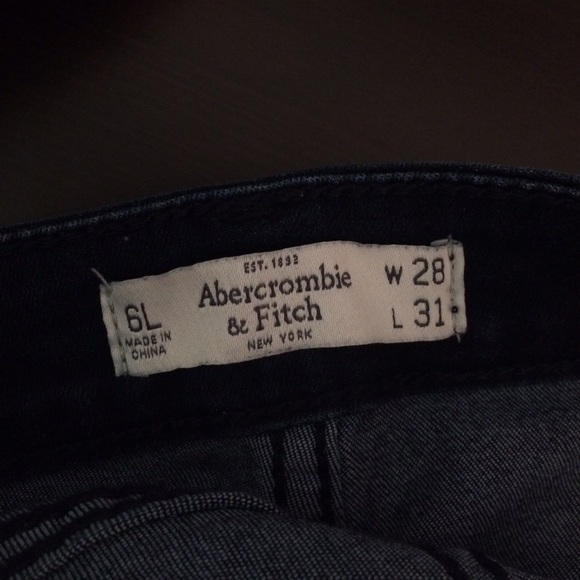 6L
MADE IN
CHINA
EST. 1892
Abercrombie
& Fitch
NEW YORK
W 28
L 31